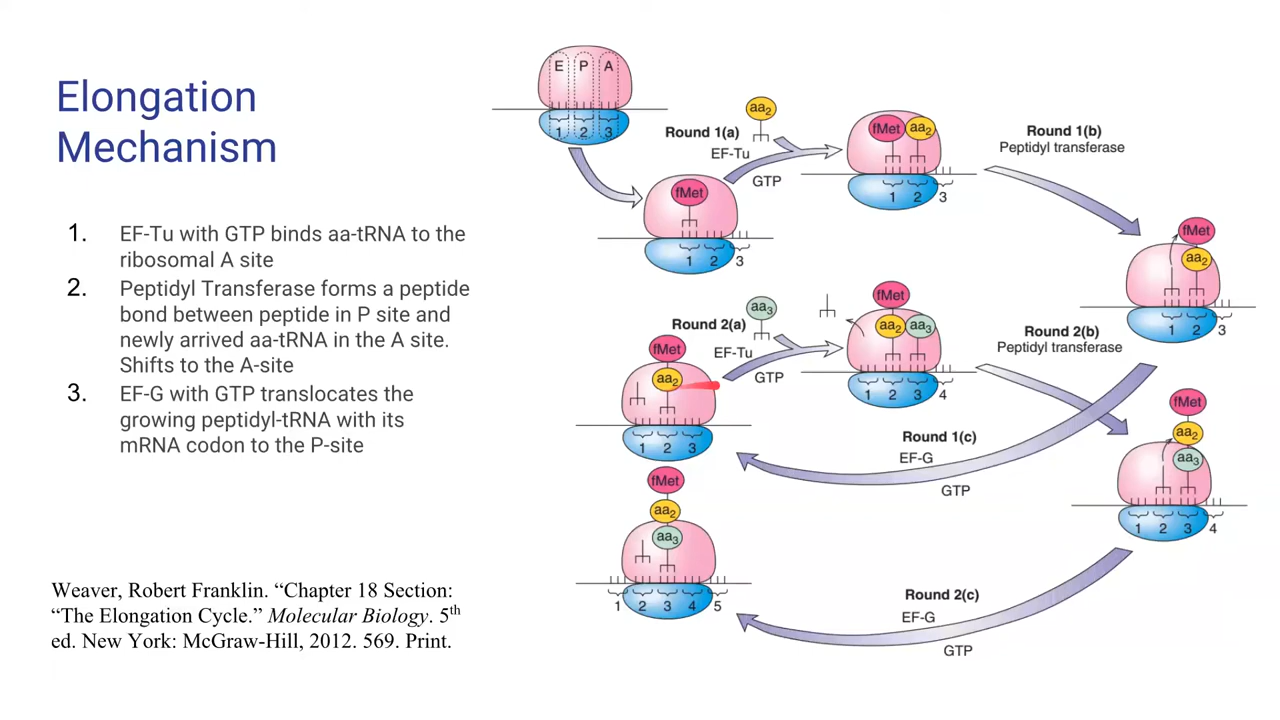 Elongation
Mechanism
1. EF-Tu with GTP binds aa-tRNA to the
ribosomal A site
2. Peptidyl Transferase forms a peptide
bond between peptide in P site and
newly arrived aa-tRNA in the A site.
Shifts to the A-site
3. EF-G with GTP translocates the
growing peptidyl-tRNA with its
mRNA codon to the P-site
Weaver, Robert Franklin. “Chapter 18 Section:
“The Elongation Cycle.” Molecular Biology. 5th
ed. New York: McGraw-Hill, 2012. 569. Print.
E P A
1 2 3
fMet
1 2 3
Round 1(a)
aa2
EF-Tu
GTP
fMet aa2
1 2 3
Round 1(b)
Peptidyl transferase
fMet
aa2
1 2 3
Round 1(c)
EF-G
GTP
fMet
aa2
1 2 3
Round 2(a)
aa3
EF-Tu
GTP
fMet
aa2 aa3
1 2 3 4
Round 2(b)
Peptidyl transferase
fMet
aa2
aa3
1 2 3 4
Round 2(c)
EF-G
GTP
fMet
aa2
aa3
1 2 3 4 5